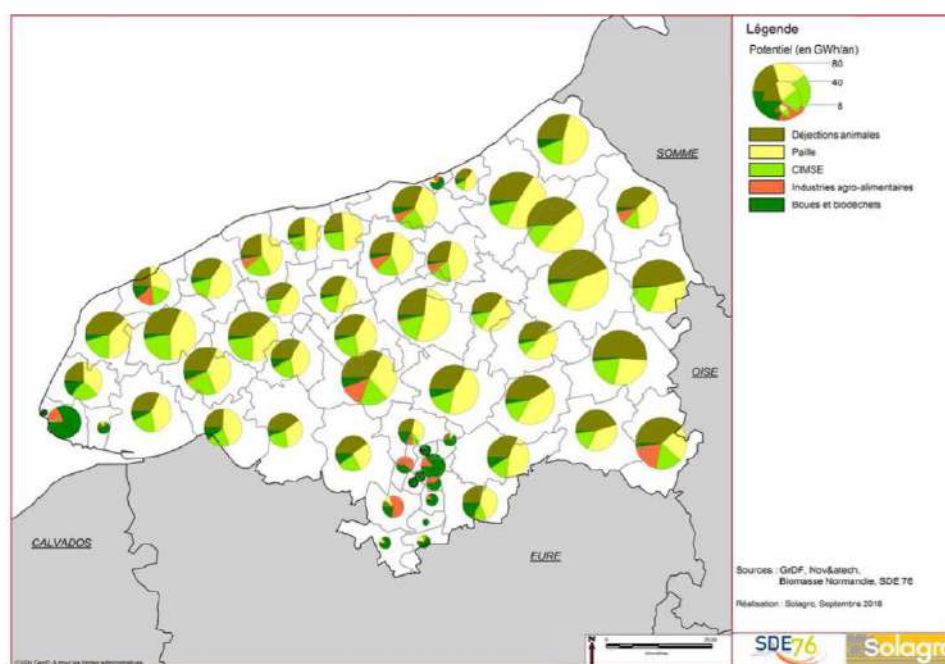 Légende
Potentiel (en GWh/an)
80
40
8
Déjections animales
Paille
CIMSE
Industries agro-alimentaires
Boues et biodéchets
SOMME
OISE
CALVADOS
EURE
Sources : GrDF, Nov&atech,
Biomasse Normandie, SDE 76
Réalisation : Solagro, Septembre 2018
N
0
SDE76
Solagro